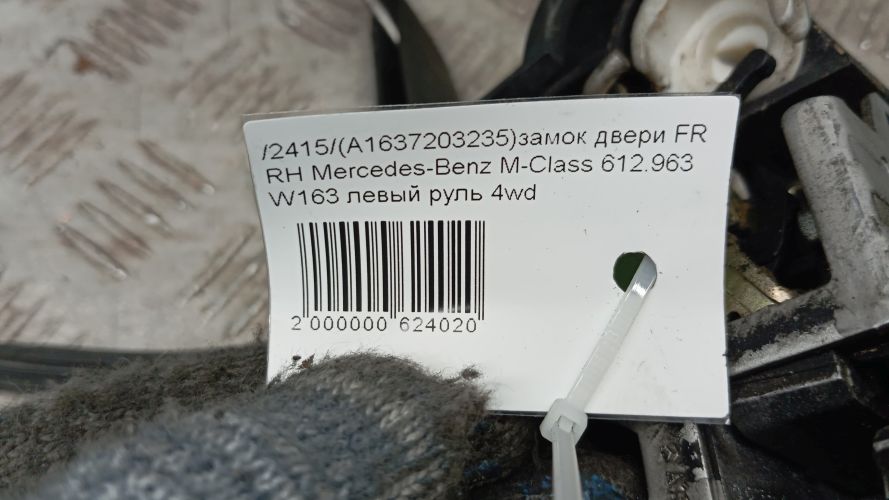 /2415/(A1637203235)замок двери FR
RH Mercedes-Benz M-Class 612.963
W163 левый руль 4wd
2 000000 624020